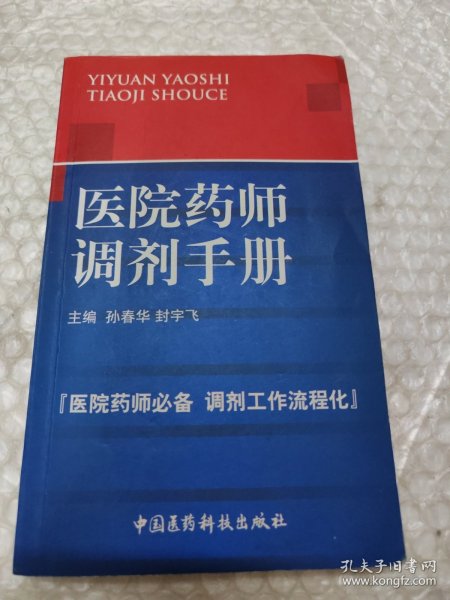 YIYUAN YAOSHI
TIAOJI SHOUCE
医院药师
调剂手册
主编 孙春华 封宇飞
『医院药师必备 调剂工作流程化』
中国医药科技出版社
孔夫子旧书网
www.kongfz.com